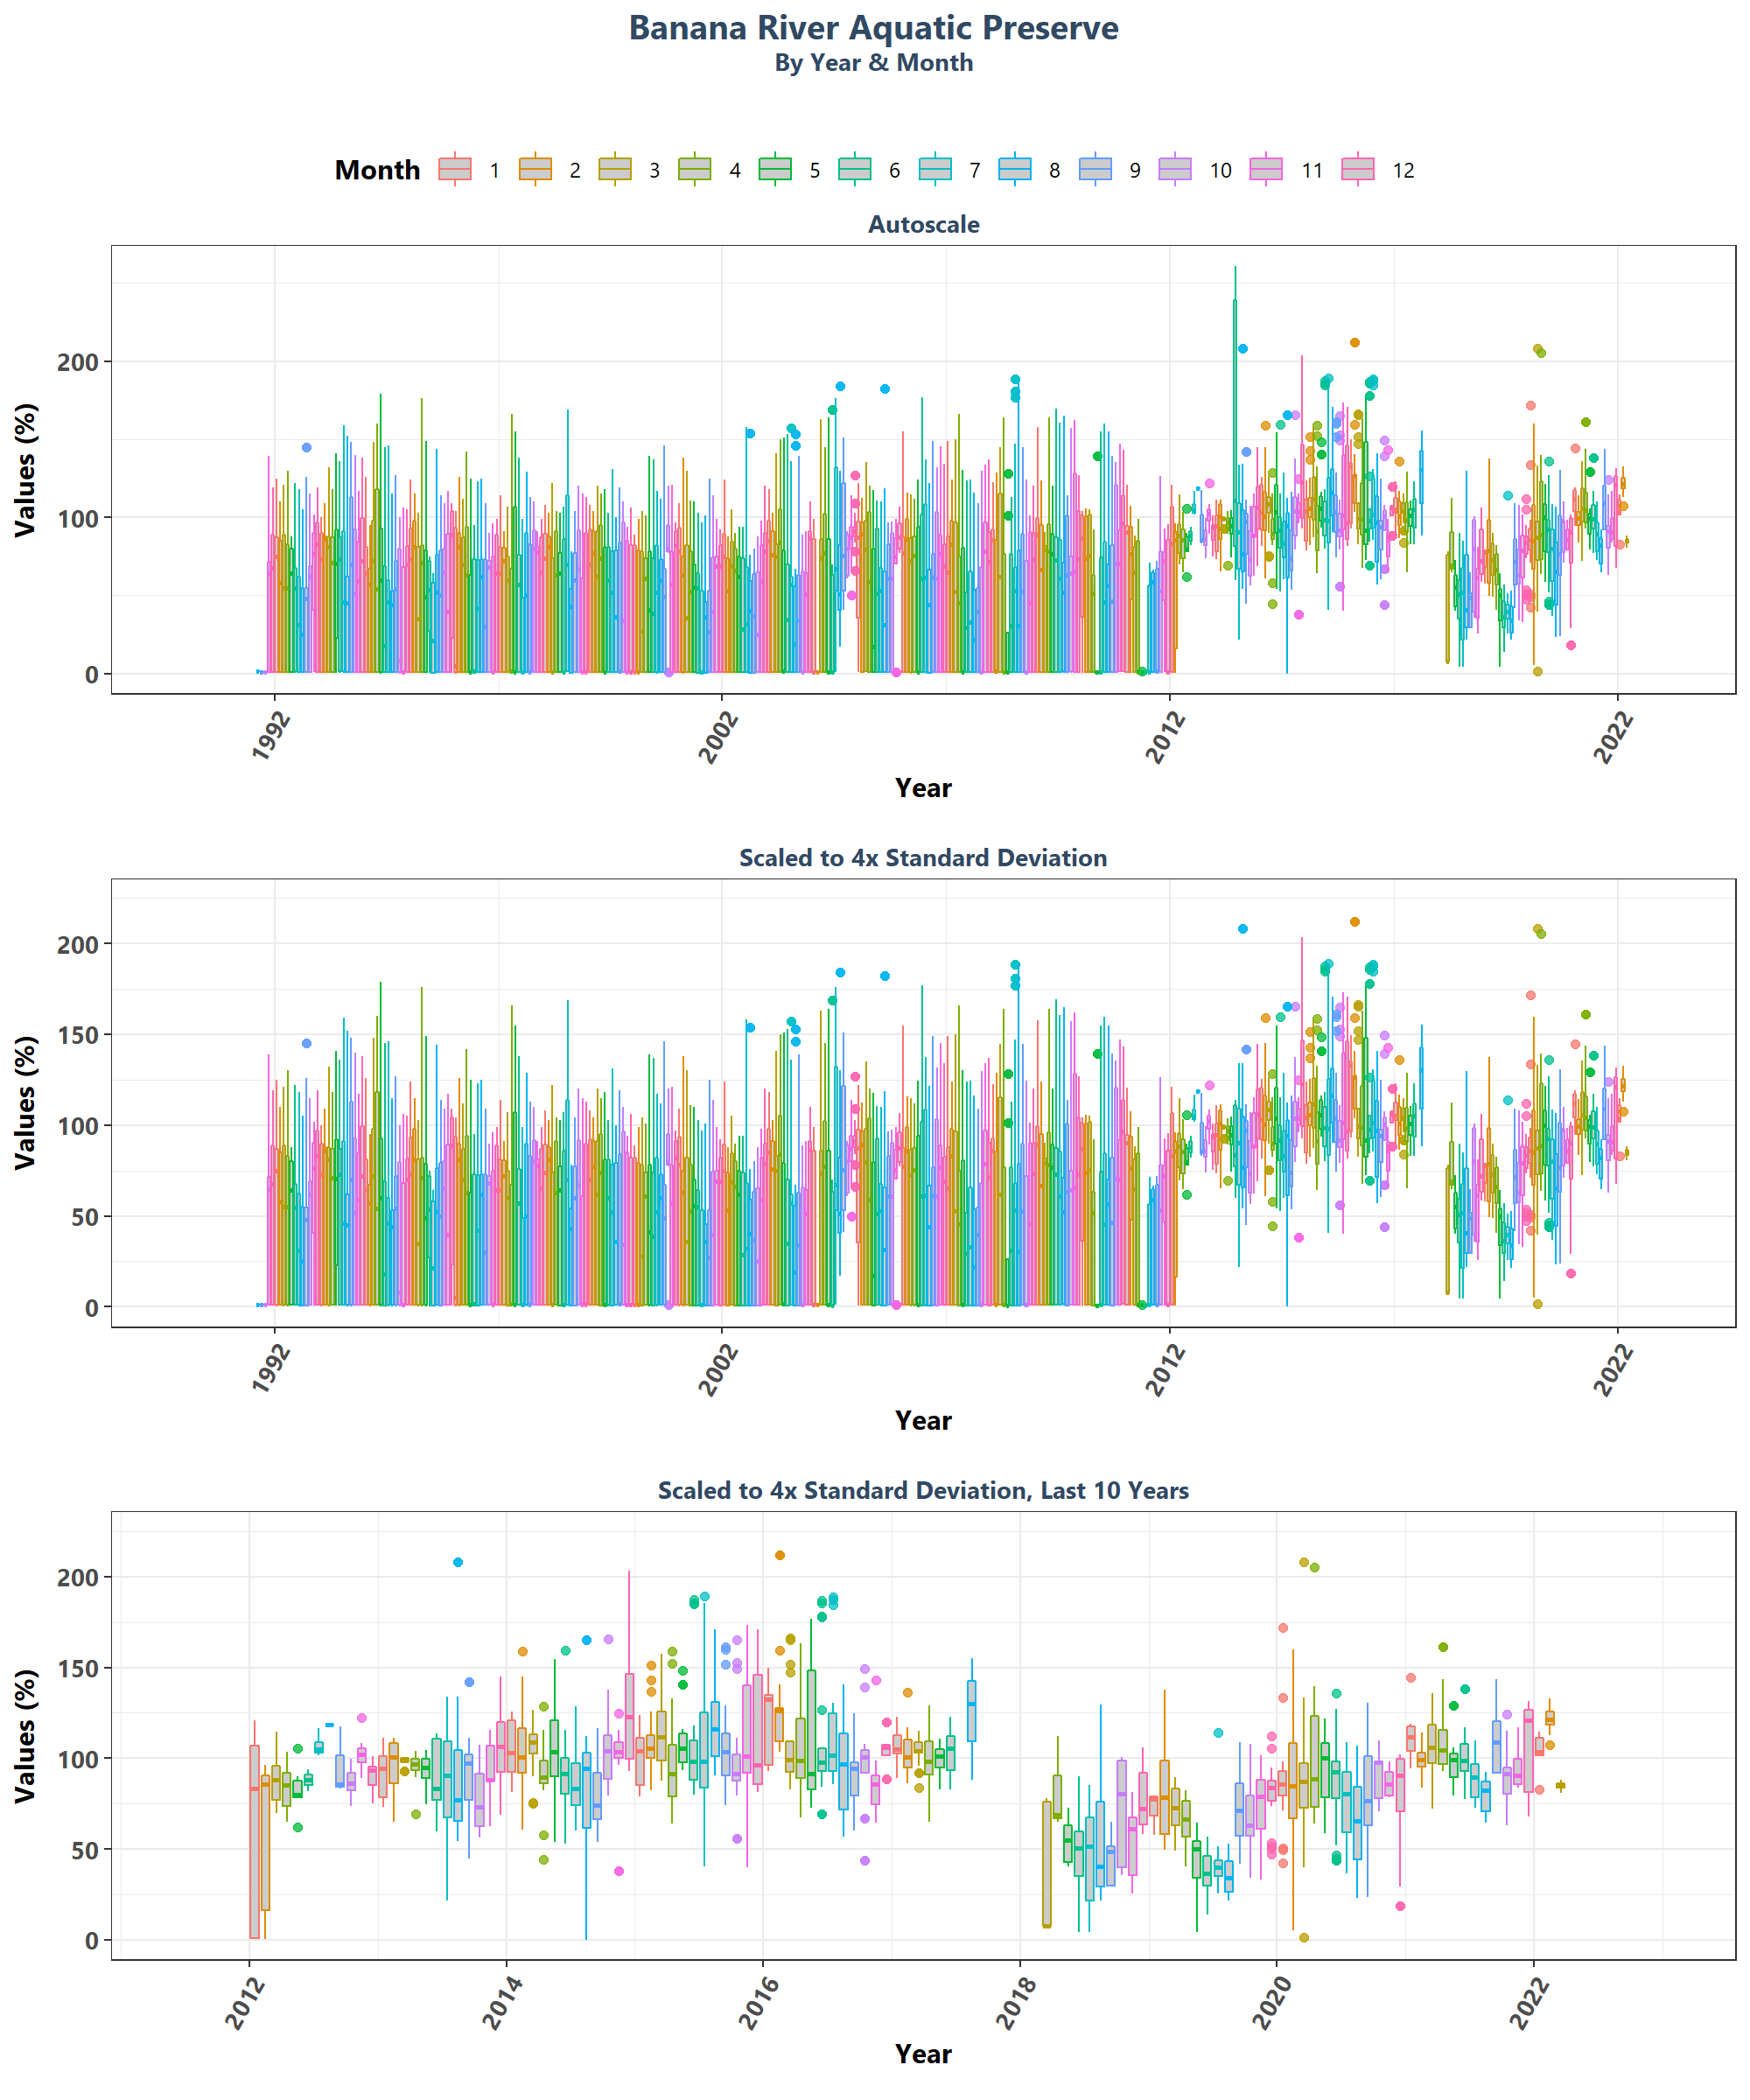 Banana River Aquatic Preserve
By Year & Month
Month 1 2 3 4 5 6 7 8 9 10 11 12
Autoscale
Values (%)
200
100
0
1992 2002 2012 2022
Year
Scaled to 4x Standard Deviation
Values (%)
200
150
100
50
0
1992 2002 2012 2022
Year
Scaled to 4x Standard Deviation, Last 10 Years
Values (%)
200
150
100
50
0
2012 2014 2016 2018 2020 2022
Year